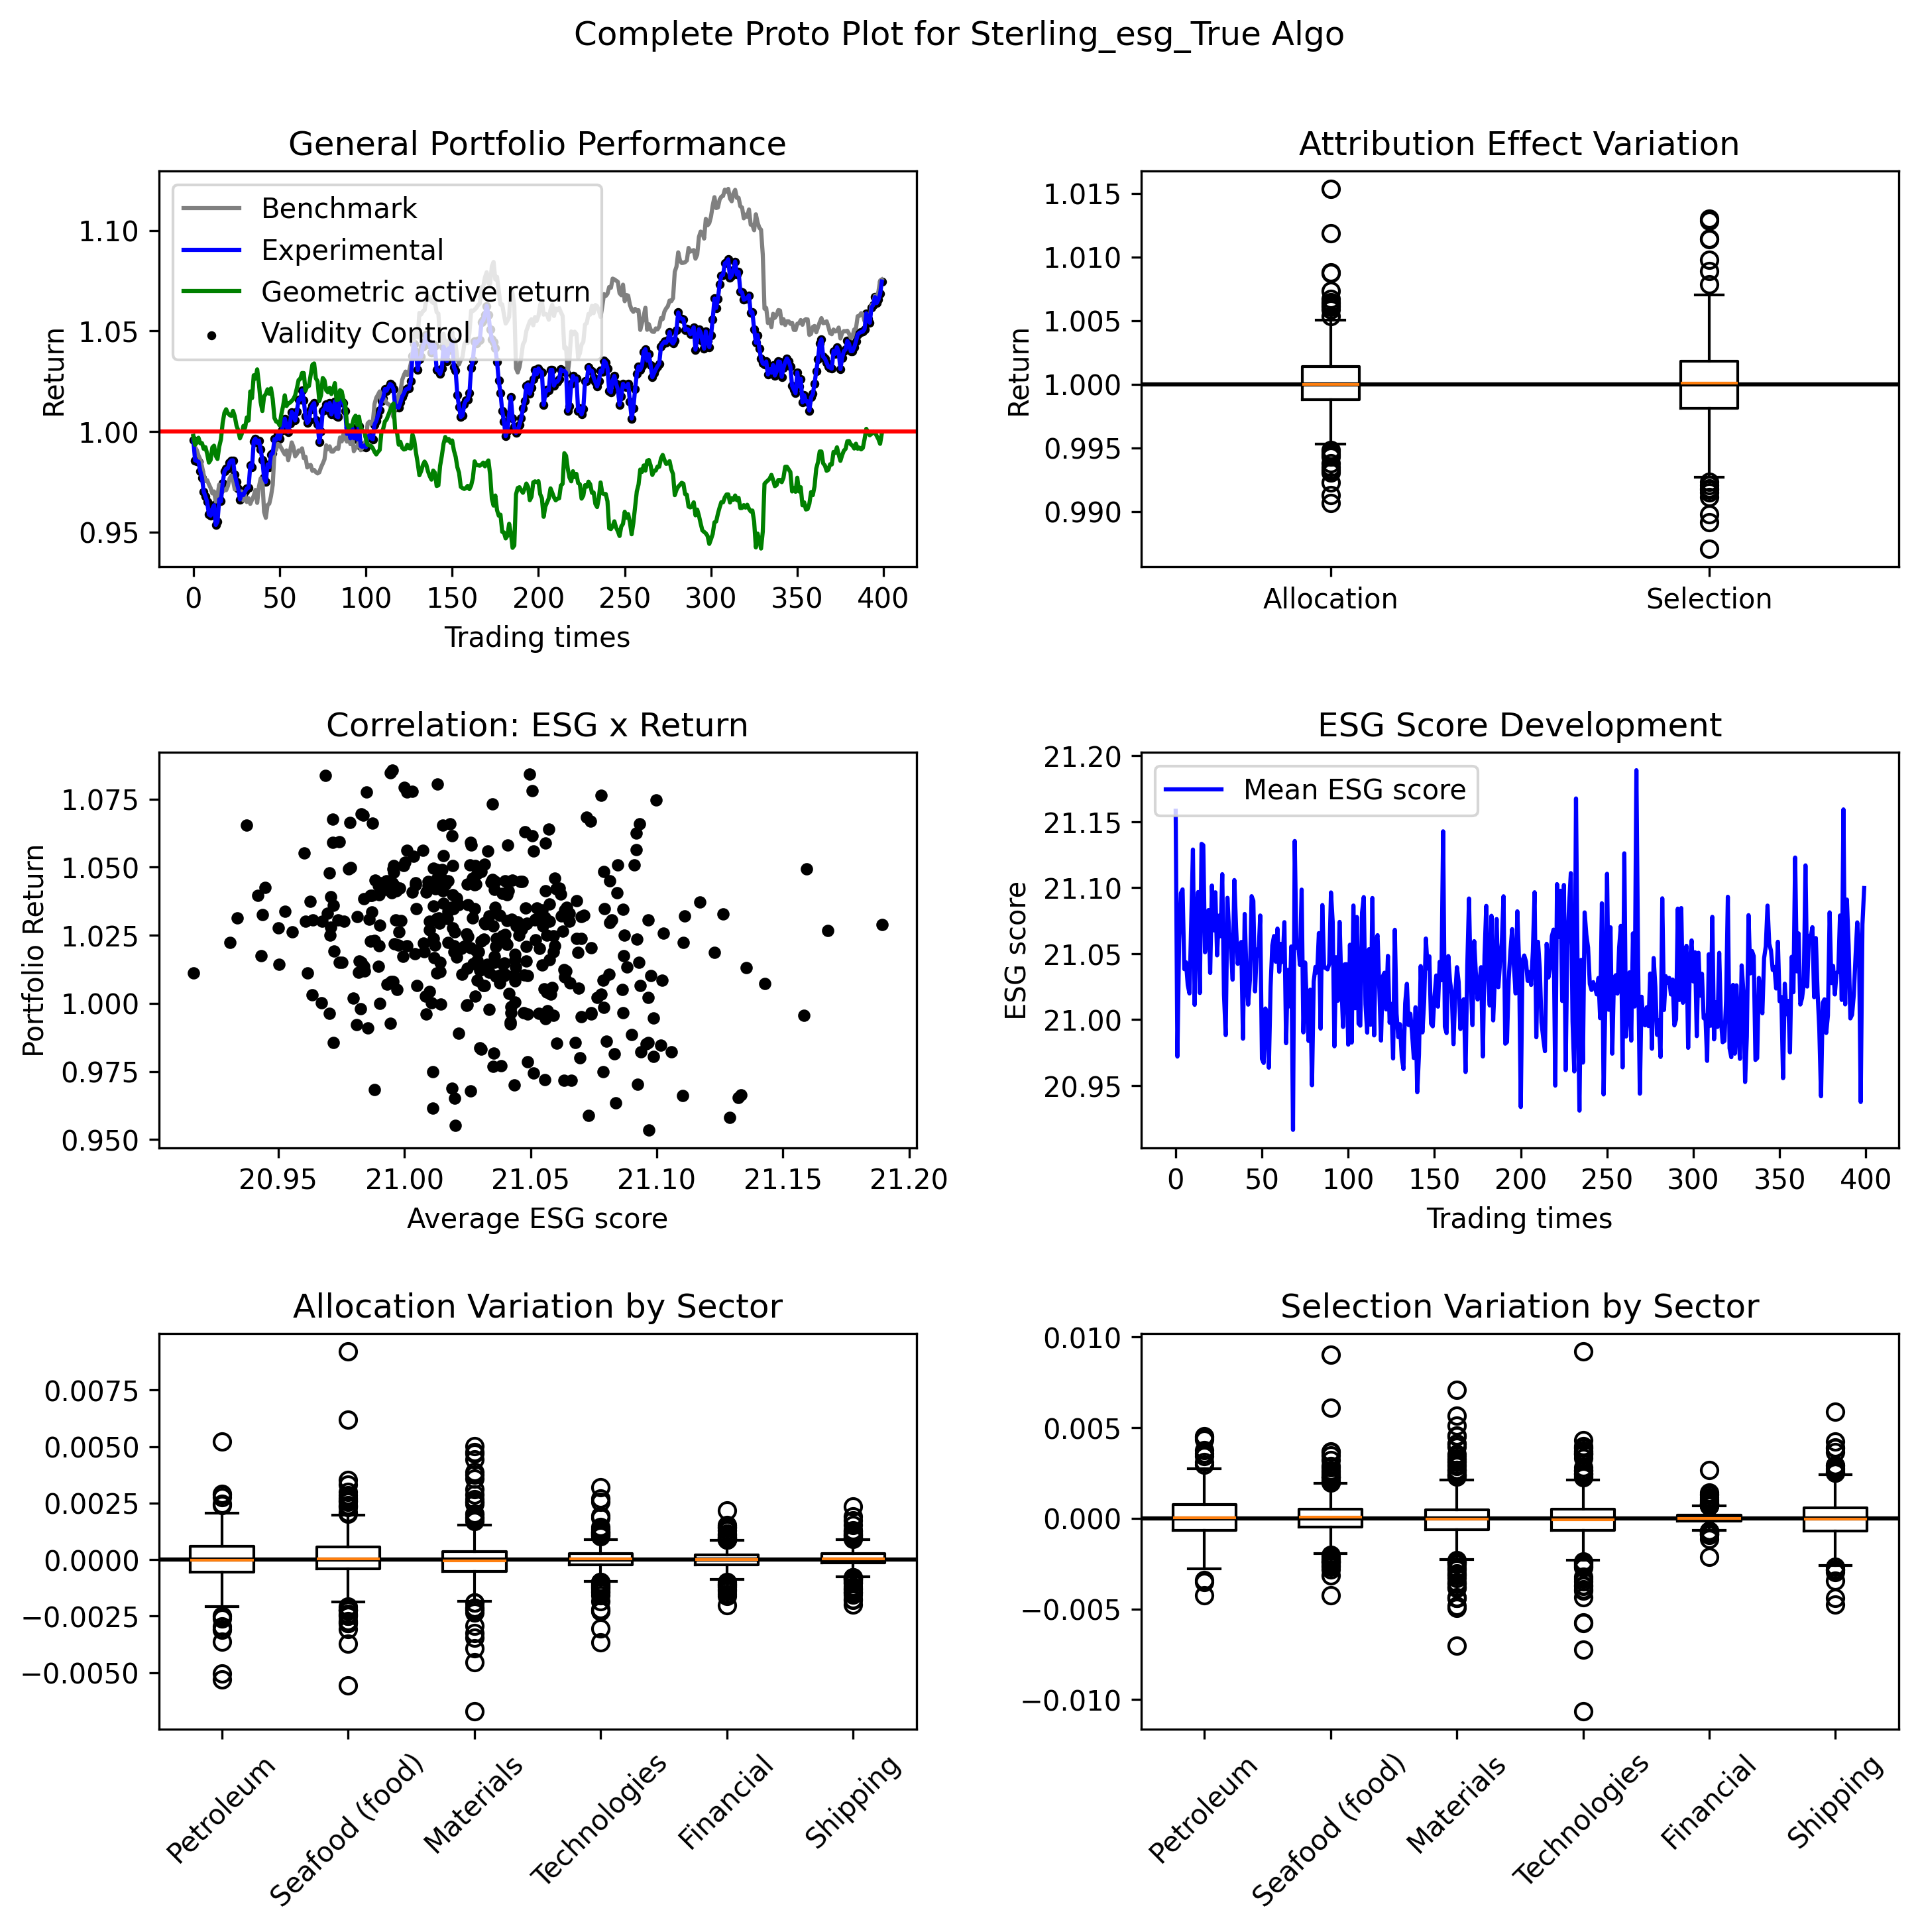 Complete Proto Plot for Sterling_esg_True Algo
General Portfolio Performance
Benchmark
Experimental
Geometric active return
Validity Control
Return
1.10
1.05
1.00
0.95
0 50 100 150 200 250 300 350 400
Trading times
Attribution Effect Variation
Return
1.015
1.010
1.005
1.000
0.995
0.990
Allocation Selection
Correlation: ESG x Return
Portfolio Return
1.075
1.050
1.025
1.000
0.975
0.950
20.95 21.00 21.05 21.10 21.15 21.20
Average ESG score
ESG Score Development
Mean ESG score
ESG score
21.20
21.15
21.10
21.05
21.00
20.95
0 50 100 150 200 250 300 350 400
Trading times
Allocation Variation by Sector
0.0075
0.0050
0.0025
0.0000
−0.0025
−0.0050
Petroleum
Seafood (food)
Materials
Technologies
Financial
Shipping
Selection Variation by Sector
0.010
0.005
0.000
−0.005
−0.010
Petroleum
Seafood (food)
Materials
Technologies
Financial
Shipping